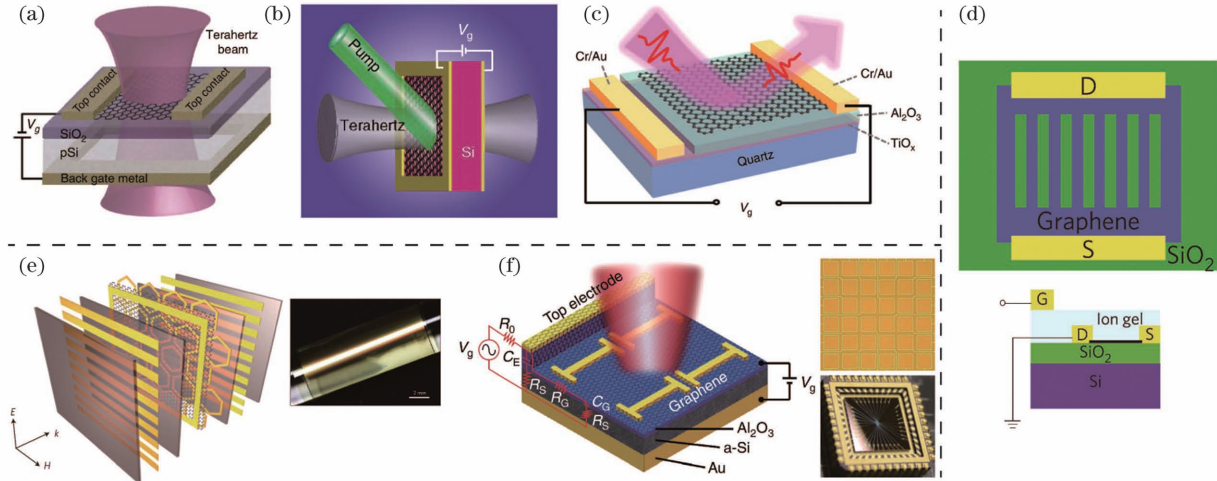 (a)
Terahertz
beam
Top contact
Top contact
Vg
SiO2
pSi
Back gate metal
(b)
Vg
Pump
Terahertz
Si
(c)
Cr/Au
Cr/Au
Al2O3
TiOx
Quartz
Vg
(d)
D
Graphene
S
SiO2
G
Ion gel
D
S
SiO2
Si
(e)
E
k
H
(f)
Top electrode
R0
Vg
CE
RS
RG
CG
RS
Graphene
Vg
Al2O3
a-Si
Au